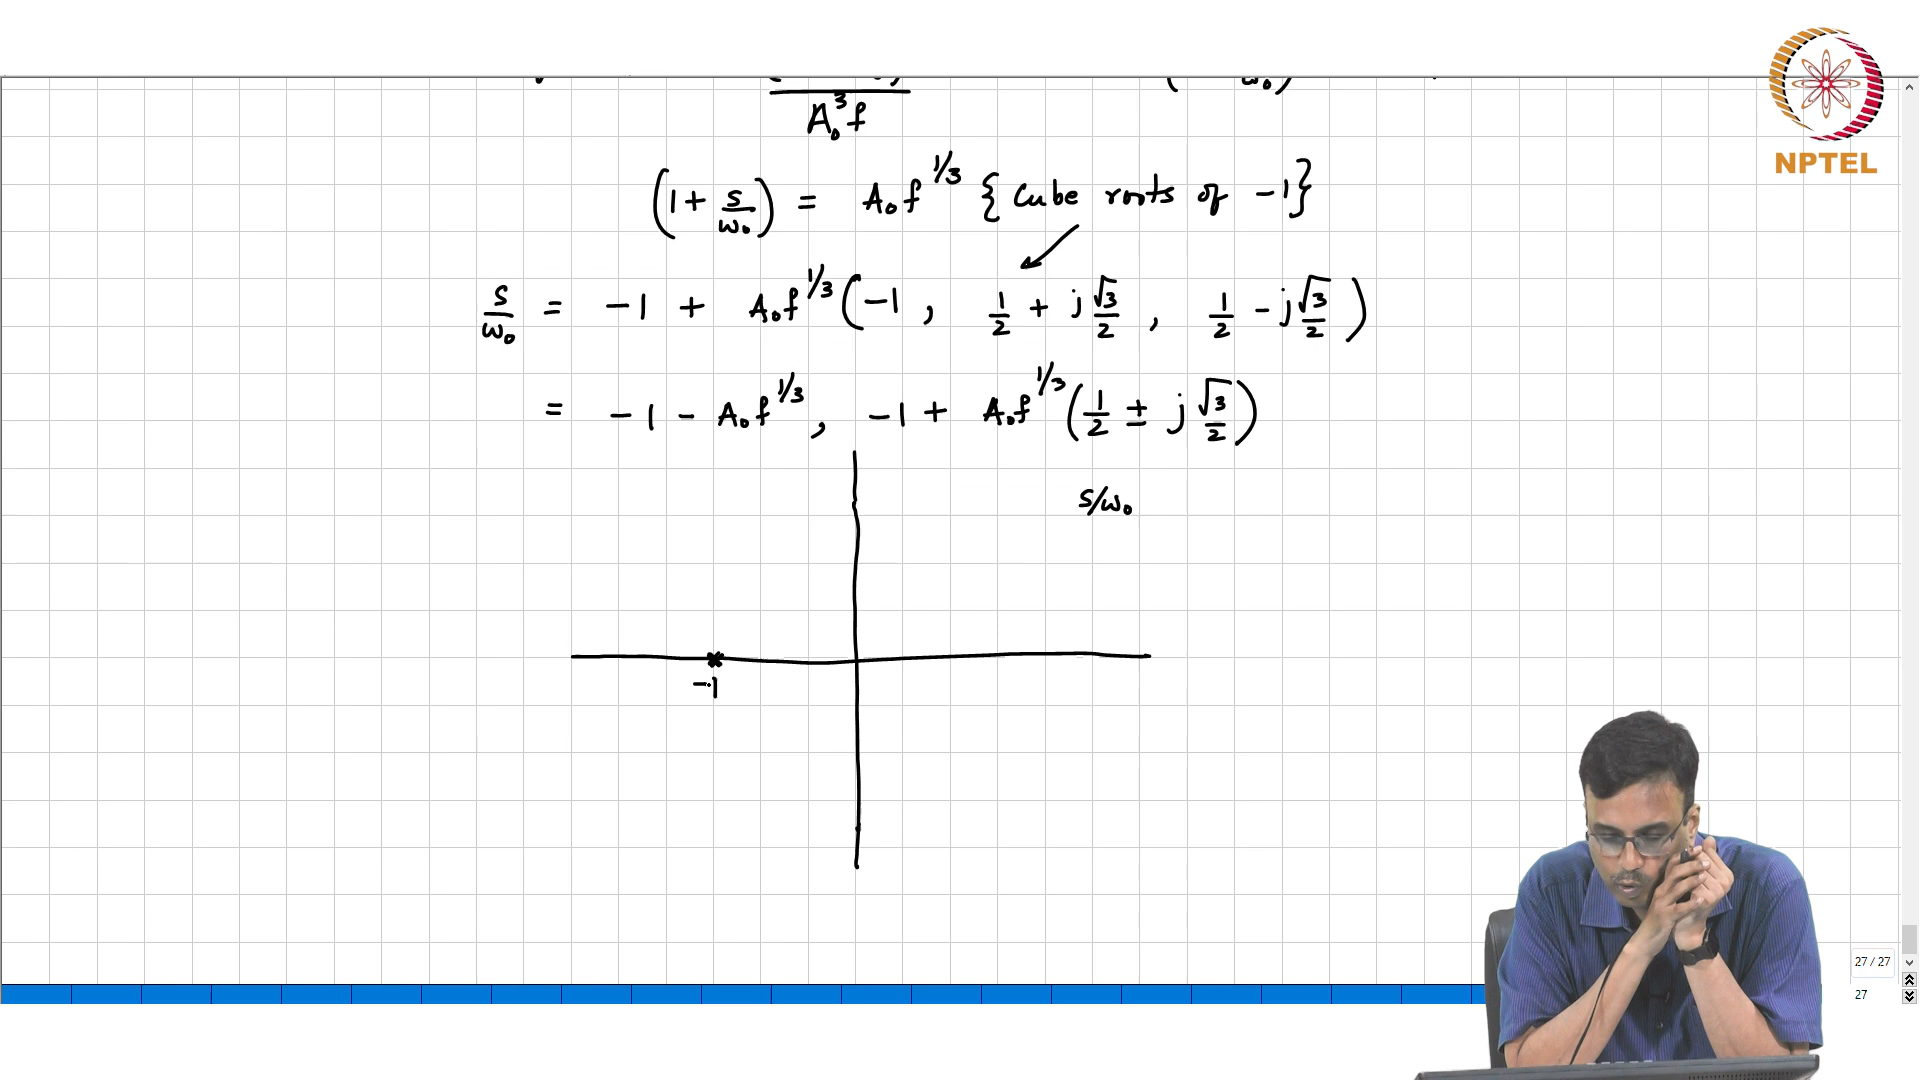 ω₀)
A₀³f
NPTEL
(1 + s/ω₀) = A₀f^1/3 {Cube roots of -1}
s/ω₀ = -1 + A₀f^1/3 (-1, 1/2 + j√3/2, 1/2 - j√3/2)
= -1 - A₀f^1/3, -1 + A₀f^1/3 (1/2 ± j√3/2)
s/ω₀
-1
27 / 27
27